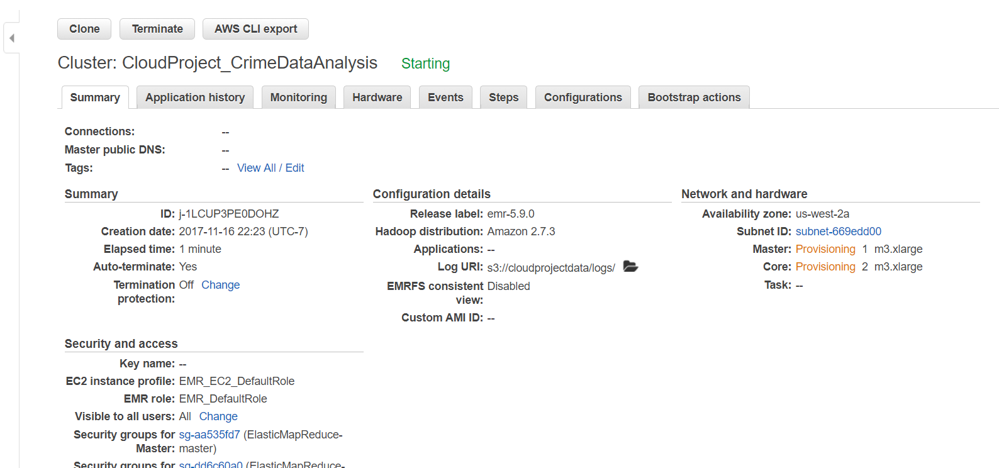 Clone Terminate AWS CLI export
Cluster: CloudProject_CrimeDataAnalysis Starting
Summary Application history Monitoring Hardware Events Steps Configurations Bootstrap actions
Connections: --
Master public DNS: --
Tags: -- View All / Edit
Summary
ID: j-1LCUP3PE0DOHZ
Creation date: 2017-11-16 22:23 (UTC-7)
Elapsed time: 1 minute
Auto-terminate: Yes
Termination Off Change
protection:
Configuration details
Release label: emr-5.9.0
Hadoop distribution: Amazon 2.7.3
Applications: --
Log URI: s3://cloudprojectdata/logs/
EMRFS consistent Disabled
view:
Custom AMI ID: --
Network and hardware
Availability zone: us-west-2a
Subnet ID: subnet-669edd00
Master: Provisioning 1 m3.xlarge
Core: Provisioning 2 m3.xlarge
Task: --
Security and access
Key name: --
EC2 instance profile: EMR_EC2_DefaultRole
EMR role: EMR_DefaultRole
Visible to all users: All Change
Security groups for sg-aa535fd7 (ElasticMapReduce-
Master: master)
Security groups for sg-dd6c60a0 (ElasticMapReduce-